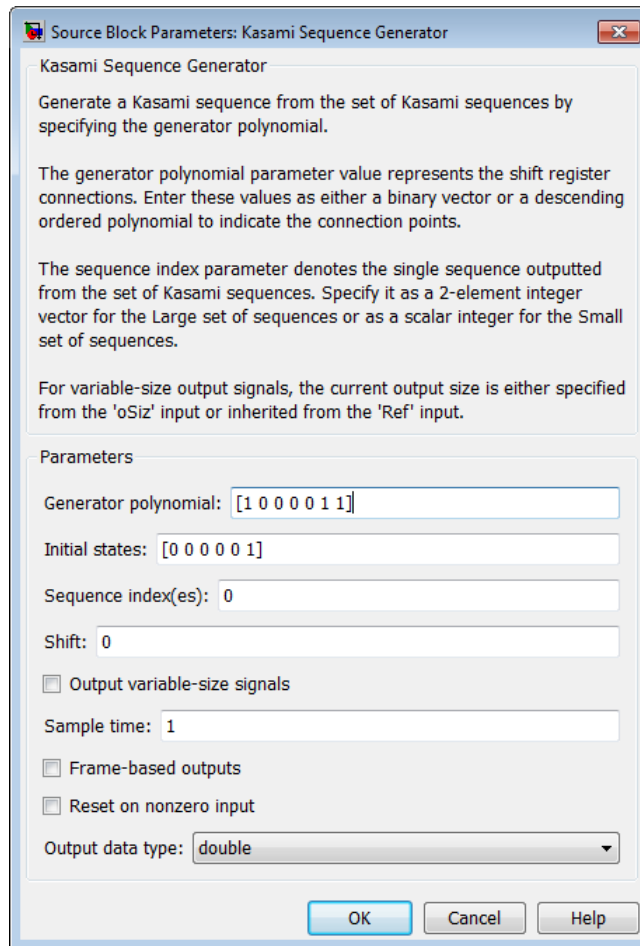 Source Block Parameters: Kasami Sequence Generator
Kasami Sequence Generator
Generate a Kasami sequence from the set of Kasami sequences by
specifying the generator polynomial.
The generator polynomial parameter value represents the shift register
connections. Enter these values as either a binary vector or a descending
ordered polynomial to indicate the connection points.
The sequence index parameter denotes the single sequence outputted
from the set of Kasami sequences. Specify it as a 2-element integer
vector for the Large set of sequences or as a scalar integer for the Small
set of sequences.
For variable-size output signals, the current output size is either specified
from the 'oSiz' input or inherited from the 'Ref' input.
Parameters
Generator polynomial: [1 0 0 0 0 1 1]
Initial states: [0 0 0 0 0 1]
Sequence index(es): 0
Shift: 0
Output variable-size signals
Sample time: 1
Frame-based outputs
Reset on nonzero input
Output data type: double
OK Cancel Help